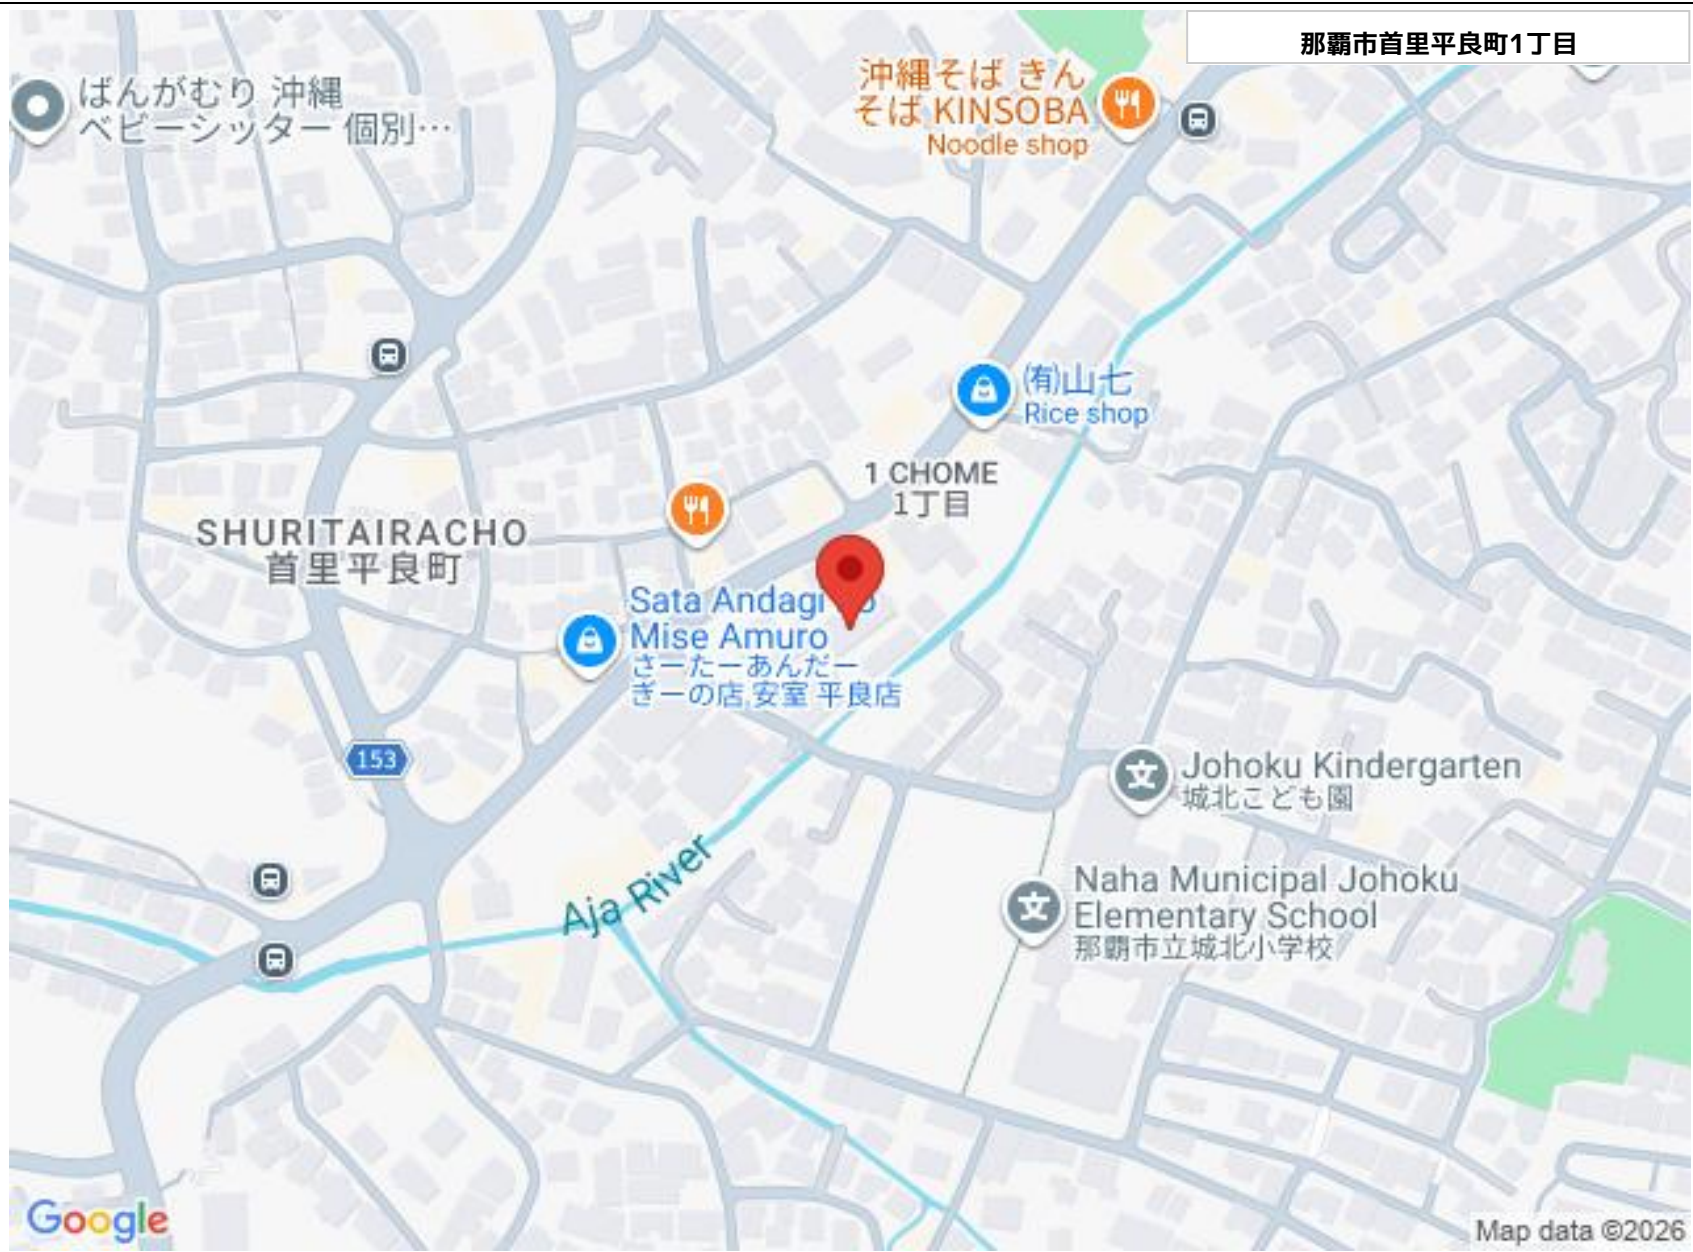 那覇市首里平良町1丁目
ばんがむり 沖縄
ベビーシッター 個別…
沖縄そば きん
そば KINSOBA
Noodle shop
㈲山七
Rice shop
1 CHOME
1丁目
SHURITAIRACHO
首里平良町
Sata Andagi
Mise Amuro
さーたーあんだー
ぎーの店 安室 平良店
153
Johoku Kindergarten
城北こども園
Aja River
Naha Municipal Johoku
Elementary School
那覇市立城北小学校
Google
Map data ©2026